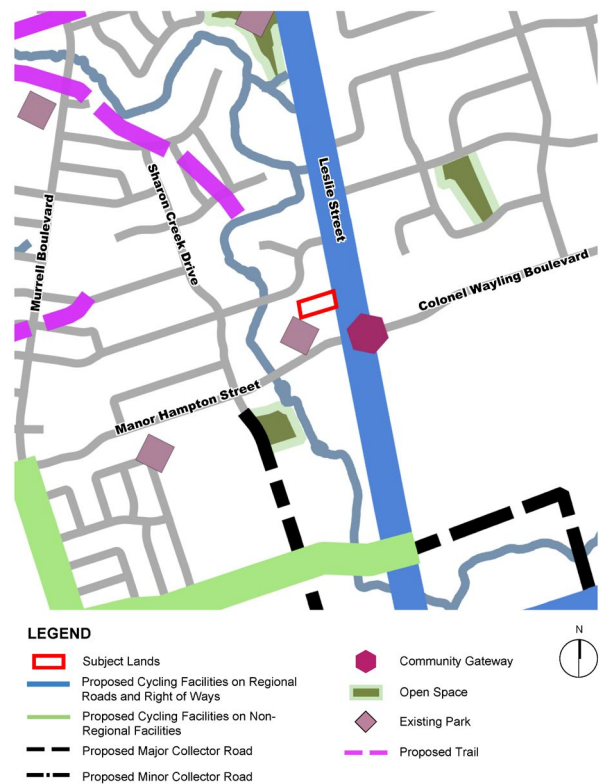 Leslie Street
Sharon Creek Drive
Murrell Boulevard
Colonel Wayling Boulevard
Manor Hampton Street
LEGEND
Subject Lands
Proposed Cycling Facilities on Regional
Roads and Right of Ways
Proposed Cycling Facilities on Non-
Regional Facilities
Proposed Major Collector Road
Proposed Minor Collector Road
N
Community Gateway
Open Space
Existing Park
Proposed Trail